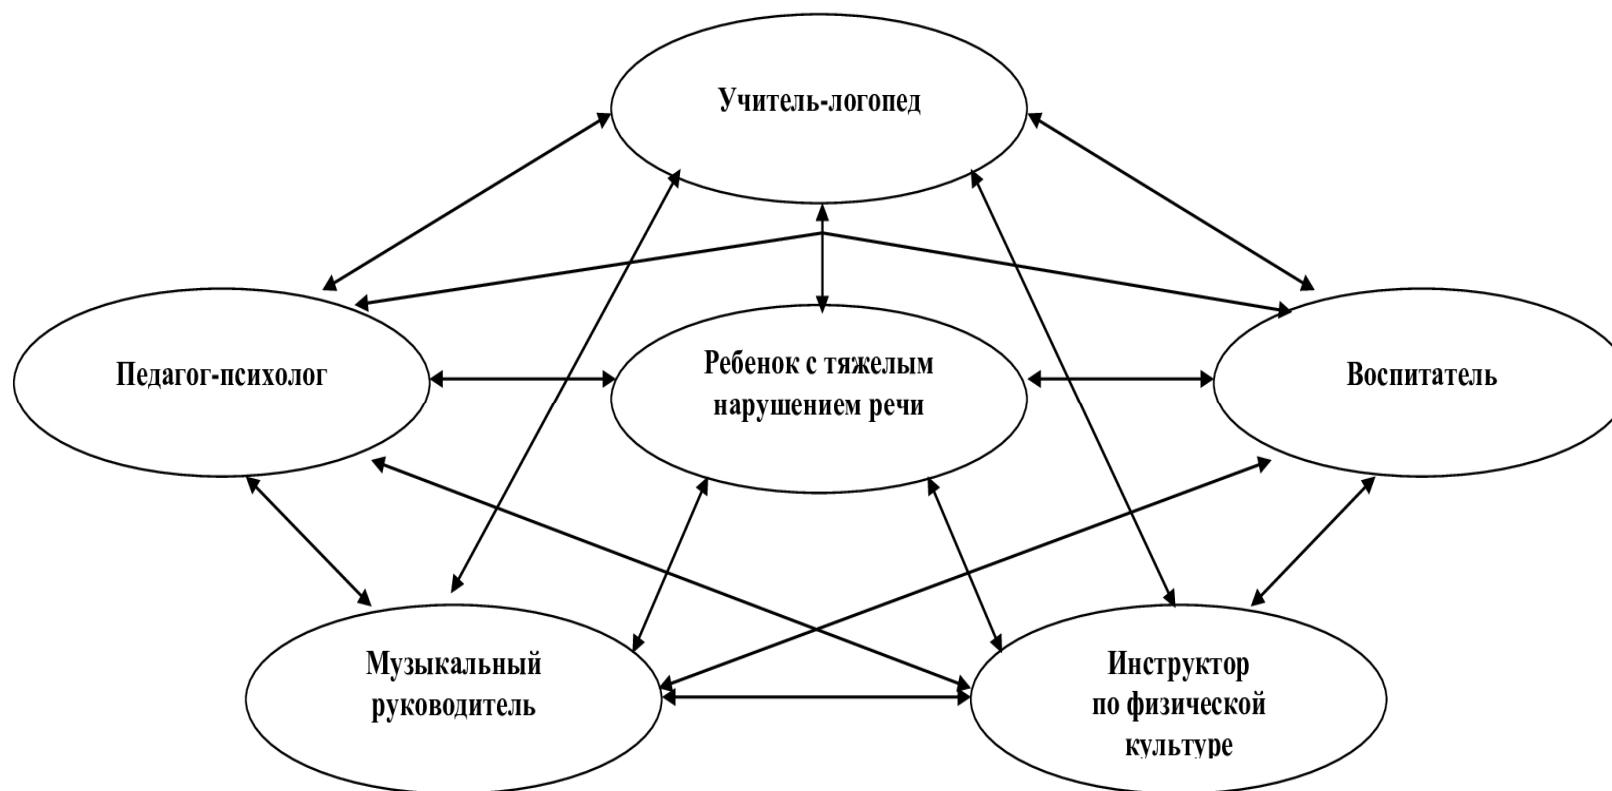 Учитель-логопед
Педагог-психолог
Ребенок с тяжелым
нарушением речи
Воспитатель
Музыкальный
руководитель
Инструктор
по физической
культуре